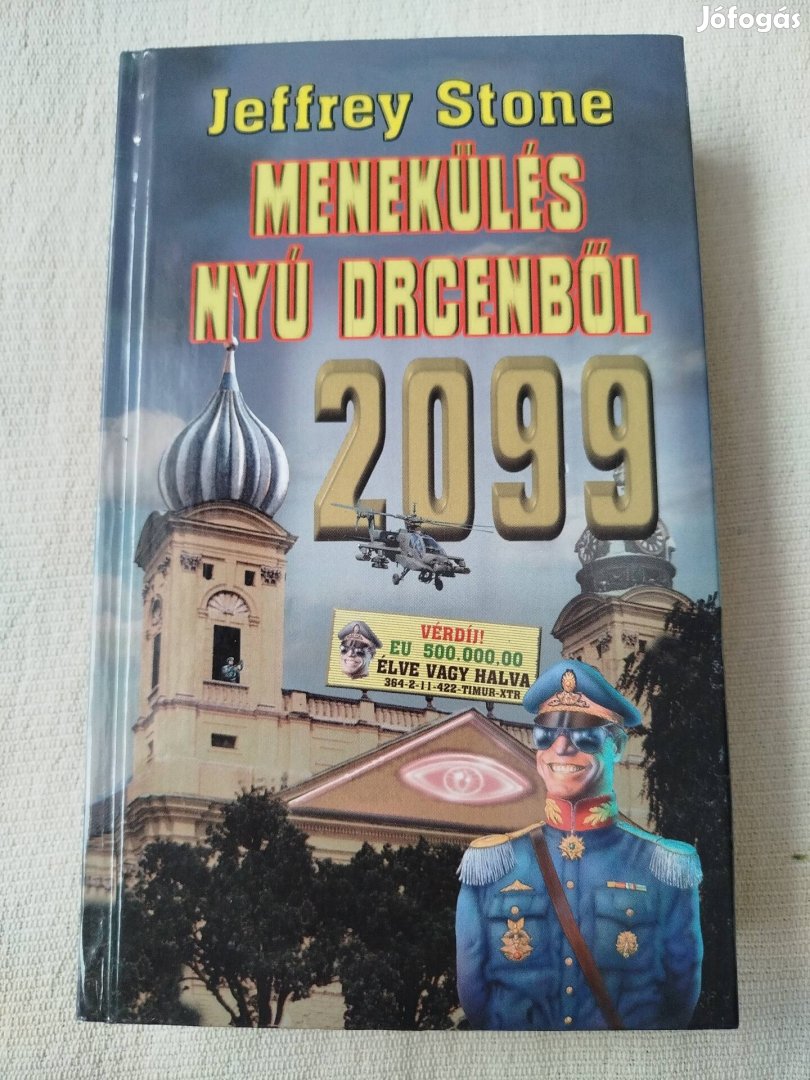 Jófogás
Jeffrey Stone
MENEKÜLÉS
NYÚ DRCENBŐL
2099
VÉRDÍJ!
EU 500.000,00
ÉLVE VAGY HALVA
364-2-11-422-TIMUR-XTR